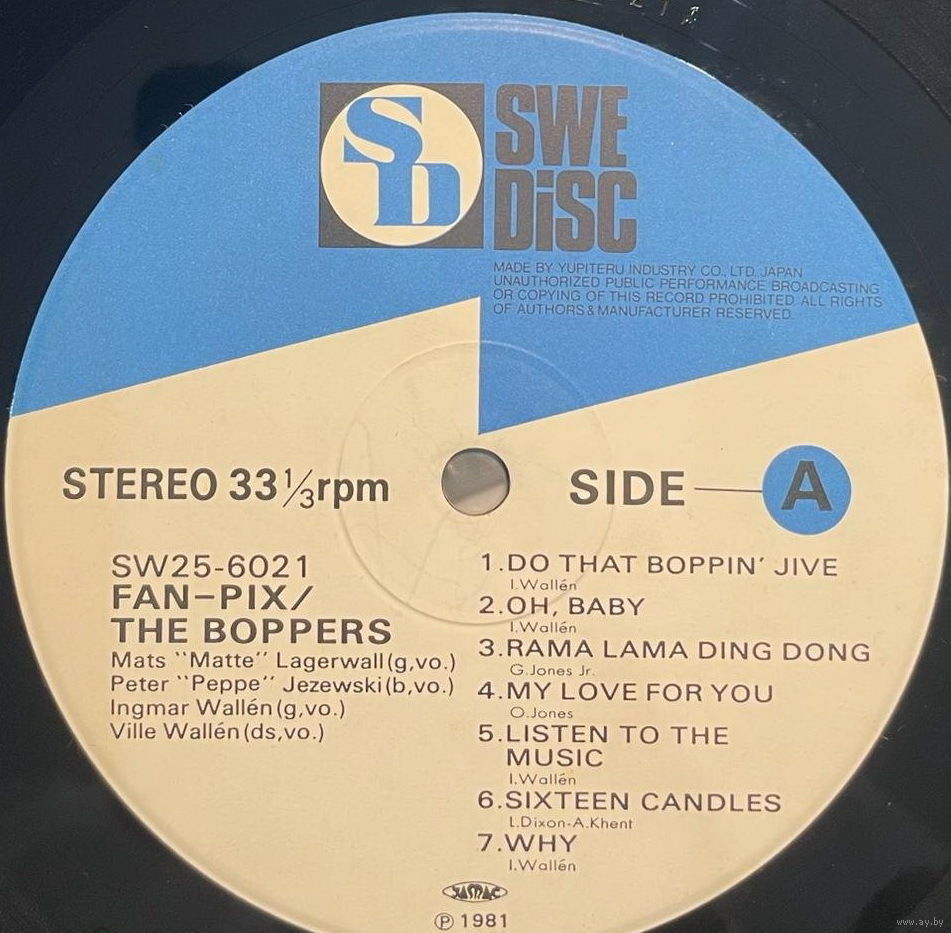 SD
SWE
DiSC
MADE BY YUPITERU INDUSTRY CO., LTD. JAPAN
UNAUTHORIZED PUBLIC PERFORMANCE BROADCASTING
OR COPYING OF THIS RECORD PROHIBITED. ALL RIGHTS
OF AUTHORS & MANUFACTURER RESERVED.
STEREO 33⅓rpm
SIDE — A
SW25-6021
FAN-PIX/
THE BOPPERS
Mats "Matte" Lagerwall (g,vo.)
Peter "Peppe" Jezewski (b,vo.)
Ingmar Wallén (g,vo.)
Ville Wallén (ds,vo.)
1.DO THAT BOPPIN' JIVE
I.Wallén
2.OH, BABY
I.Wallén
3.RAMA LAMA DING DONG
G.Jones Jr.
4.MY LOVE FOR YOU
O.Jones
5.LISTEN TO THE
MUSIC
I.Wallén
6.SIXTEEN CANDLES
L.Dixon-A.Khent
7.WHY
I.Wallén
JASRAC
Ⓟ 1981
www.ay.by